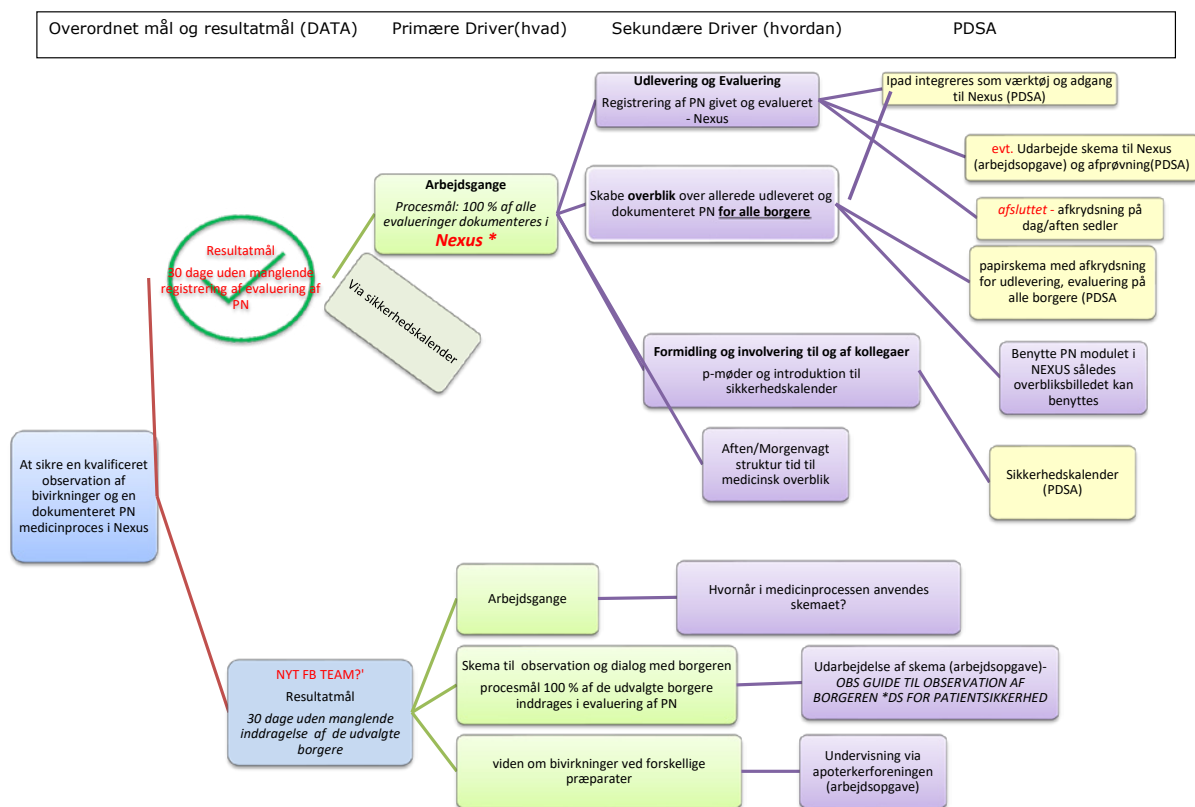 Overordnet mål og resultatmål (DATA) Primære Driver(hvad) Sekundære Driver (hvordan) PDSA
Udlevering og Evaluering
Registrering af PN givet og evalueret
- Nexus
Ipad integreres som værktøj og adgang
til Nexus (PDSA)
evt. Udarbejde skema til Nexus
(arbejdsopgave) og afprøvning(PDSA)
Arbejdsgange
Procesmål: 100 % af alle
evalueringer dokumenteres i
Nexus *
Skabe overblik over allerede udleveret og
dokumenteret PN for alle borgere
afsluttet - afkrydsning på
dag/aften sedler
Resultatmål
30 dage uden manglende
registrering af evaluering af
PN
Via sikkerhedskalender
papirskema med afkrydsning
for udlevering, evaluering på
alle borgere (PDSA
Formidling og involvering til og af kollegaer
p-møder og introduktion til
sikkerhedskalender
Benytte PN modulet i
NEXUS således
overbliksbilledet kan
benyttes
Aften/Morgenvagt
struktur tid til
medicinsk overblik
Sikkerhedskalender
(PDSA)
At sikre en kvalificeret
observation af
bivirkninger og en
dokumenteret PN
medicinproces i Nexus
Arbejdsgange
Hvornår i medicinprocessen anvendes
skemaet?
NYT FB TEAM?'
Resultatmål
30 dage uden manglende
inddragelse af de udvalgte
borgere
Skema til observation og dialog med borgeren
procesmål 100 % af de udvalgte borgere
inddrages i evaluering af PN
Udarbejdelse af skema (arbejdsopgave)-
OBS GUIDE TIL OBSERVATION AF
BORGEREN *DS FOR PATIENTSIKKERHED
viden om bivirkninger ved forskellige
præparater
Undervisning via
apoterkerforeningen
(arbejdsopgave)